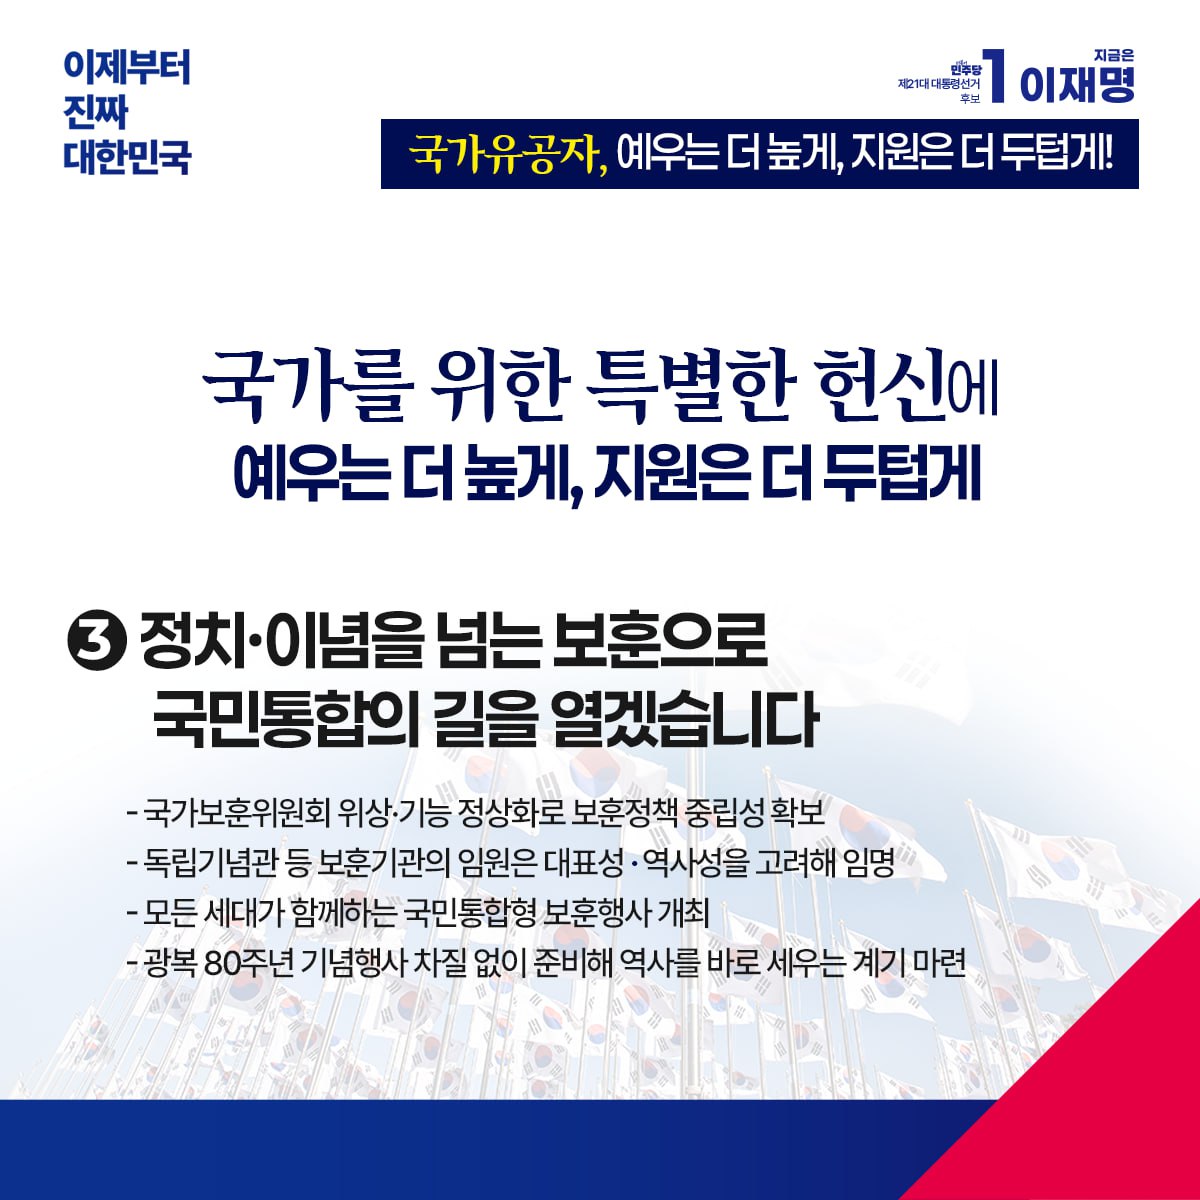 이제부터
진짜
대한민국
지금은
민주당
제21대 대통령선거
후보
1 이재명
국가유공자, 예우는 더 높게, 지원은 더 두텁게!
국가를 위한 특별한 헌신에
예우는 더 높게, 지원은 더 두텁게
3 정치·이념을 넘는 보훈으로
국민통합의 길을 열겠습니다
- 국가보훈위원회 위상·기능 정상화로 보훈정책 중립성 확보
- 독립기념관 등 보훈기관의 임원은 대표성·역사성을 고려해 임명
- 모든 세대가 함께하는 국민통합형 보훈행사 개최
- 광복 80주년 기념행사 차질 없이 준비해 역사를 바로 세우는 계기 마련